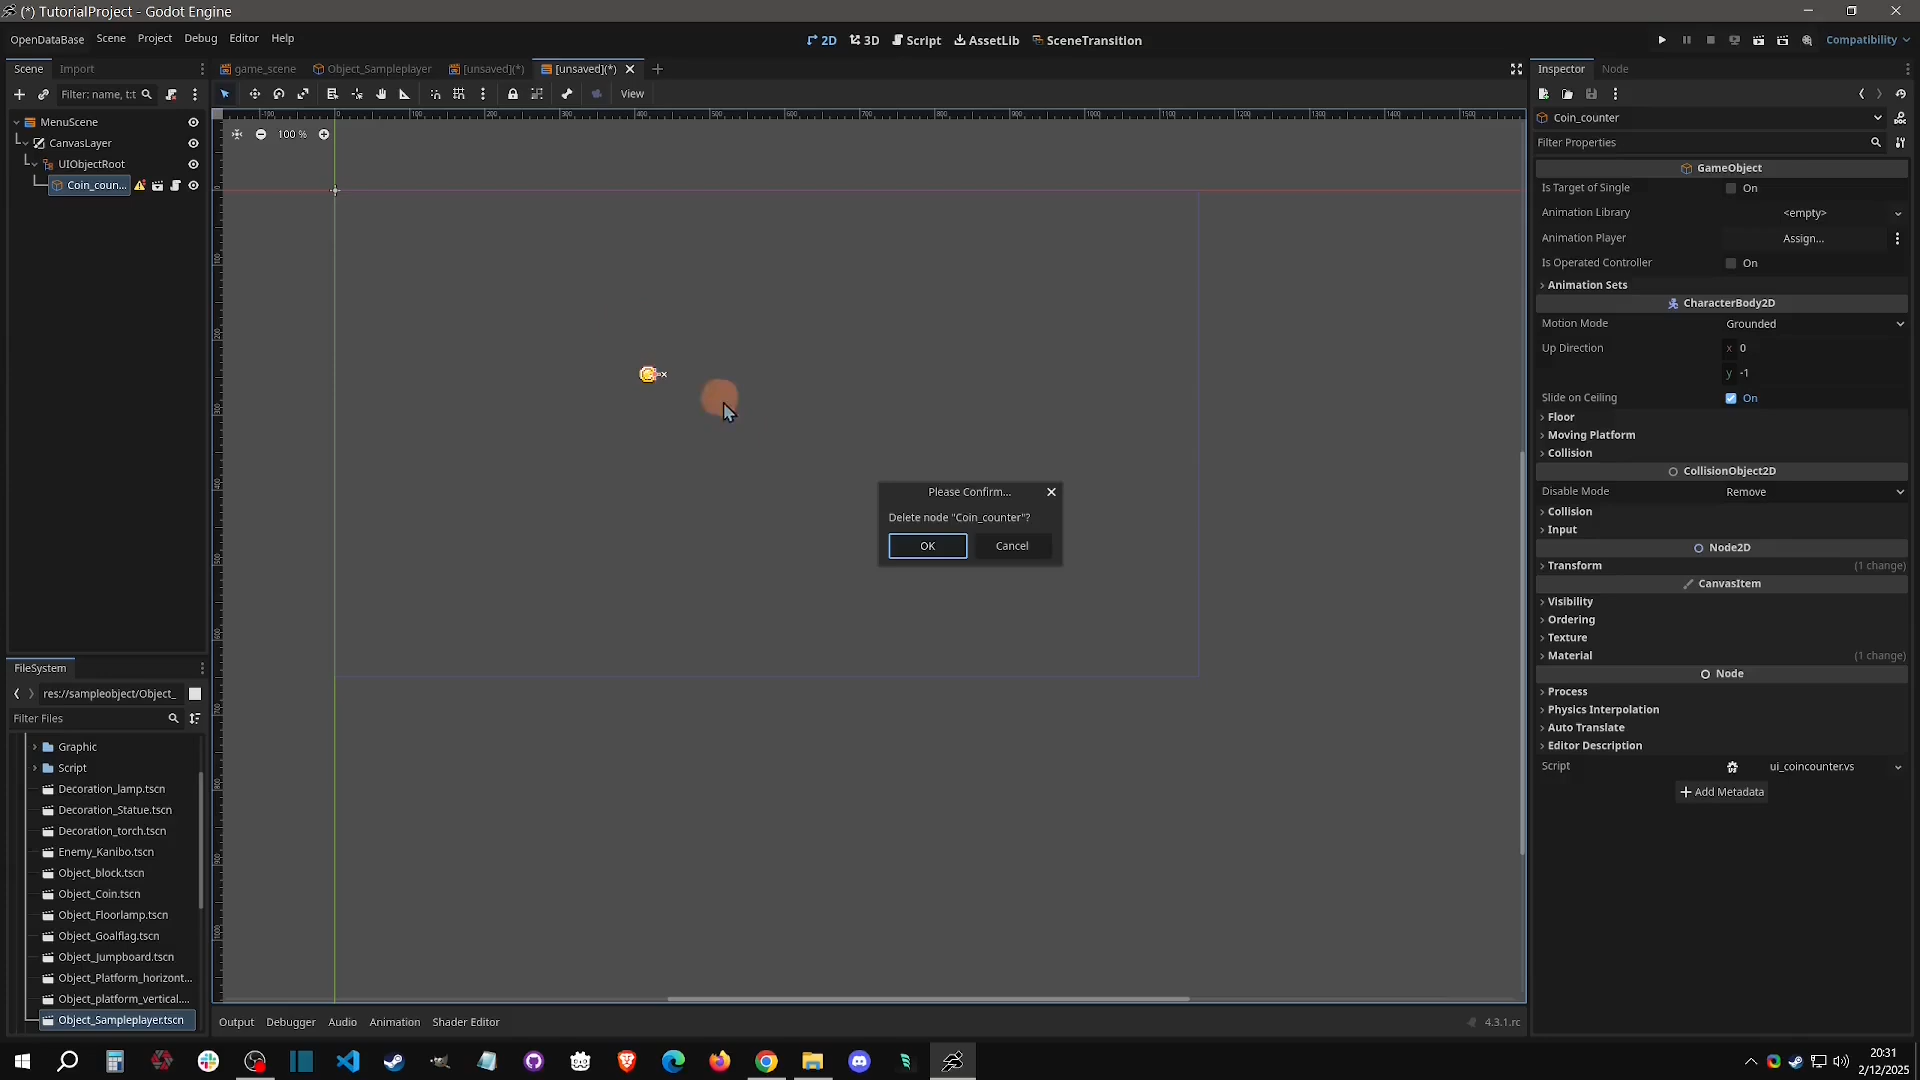 (*) TutorialProject - Godot Engine
OpenDataBase Scene Project Debug Editor Help
2D 3D Script AssetLib SceneTransition
Compatibility
Scene Import
game_scene Object_Sampleplayer [unsaved](*) [unsaved](*)
Inspector Node
Filter: name, t:t
View
100 %
MenuScene
CanvasLayer
UIObjectRoot
Coin_coun...
Please Confirm...
Delete node "Coin_counter"?
OK Cancel
Coin_counter
Filter Properties
GameObject
Is Target of Single On
Animation Library <empty>
Animation Player Assign...
Is Operated Controller On
Animation Sets
CharacterBody2D
Motion Mode Grounded
Up Direction x 0
y -1
Slide on Ceiling On
Floor
Moving Platform
Collision
CollisionObject2D
Disable Mode Remove
Collision
Input
Node2D
Transform (1 change)
CanvasItem
Visibility
Ordering
Texture
Material (1 change)
Node
Process
Physics Interpolation
Auto Translate
Editor Description
Script ui_coincounter.vs
Add Metadata
FileSystem
res://sampleobject/Object_
Filter Files
Graphic
Script
Decoration_lamp.tscn
Decoration_Statue.tscn
Decoration_torch.tscn
Enemy_Kanibo.tscn
Object_block.tscn
Object_Coin.tscn
Object_Floorlamp.tscn
Object_Goalflag.tscn
Object_Jumpboard.tscn
Object_Platform_horizont...
Object_platform_vertical....
Object_Sampleplayer.tscn
Output Debugger Audio Animation Shader Editor
4.3.1.rc
20:31
2/12/2025